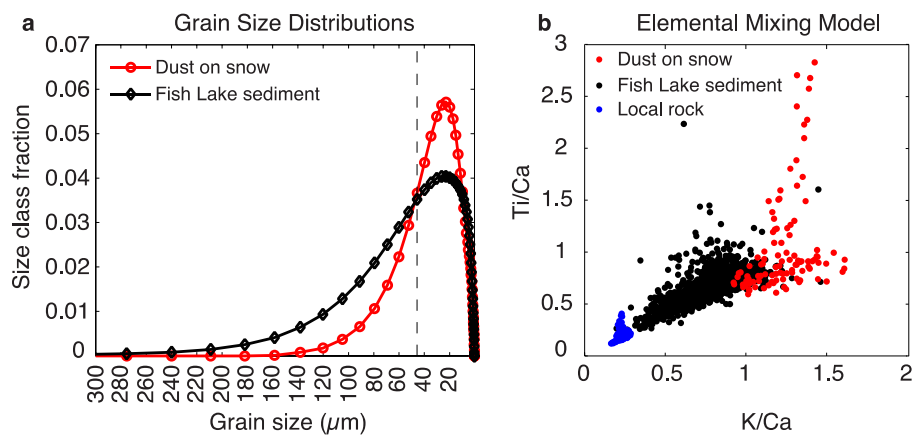 a Grain Size Distributions
0.07
0.06
0.05
0.04
0.03
0.02
0.01
0
Size class fraction
Dust on snow
Fish Lake sediment
300 280 260 240 220 200 180 160 140 120 100 80 60 40 20
Grain size (µm)
b Elemental Mixing Model
3
2.5
2
1.5
1
0.5
0
Ti/Ca
Dust on snow
Fish Lake sediment
Local rock
0 0.5 1 1.5 2
K/Ca